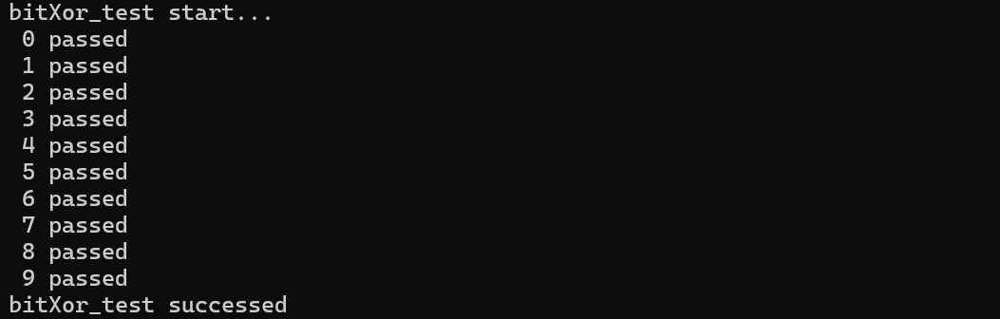 bitXor_test start...
 0 passed
 1 passed
 2 passed
 3 passed
 4 passed
 5 passed
 6 passed
 7 passed
 8 passed
 9 passed
bitXor_test successed